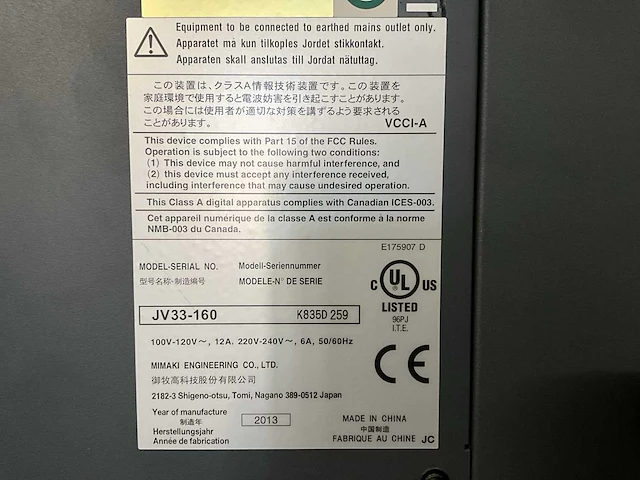 Equipment to be connected to earthed mains outlet only.
Apparatet må kun tilkoples Jordet stikkontakt.
Apparaten skall anslutas till Jordat nätuttag.
この装置は、クラスA情報技術装置です。この装置を
家庭環境で使用すると電波妨害を引き起こすことがあります。
この場合には使用者が適切な対策を講ずるよう要求される
ことがあります。 VCCI-A
This device complies with Part 15 of the FCC Rules.
Operation is subject to the following two conditions:
(1) This device may not cause harmful interference, and
(2) this device must accept any interference received,
including interference that may cause undesired operation.
This Class A digital apparatus complies with Canadian ICES-003.
Cet appareil numérique de la classe A est conforme à la norme
NMB-003 du Canada.
E175907 D
MODEL-SERIAL NO. Modell-Seriennummer
型号名称·制造编号 MODELE-N° DE SERIE
C UL US
LISTED
96PJ
I.T.E.
JV33-160 K835D 259
100V-120V~, 12A. 220V-240V~, 6A, 50/60Hz
MIMAKI ENGINEERING CO., LTD.
御牧高科技股份有限公司
2182-3 Shigeno-otsu, Tomi, Nagano 389-0512 Japan
CE
Year of manufacture
制造年 2013
Herstellungsjahr
Année de fabrication
MADE IN CHINA
中国制造
FABRIQUE AU CHINE JC